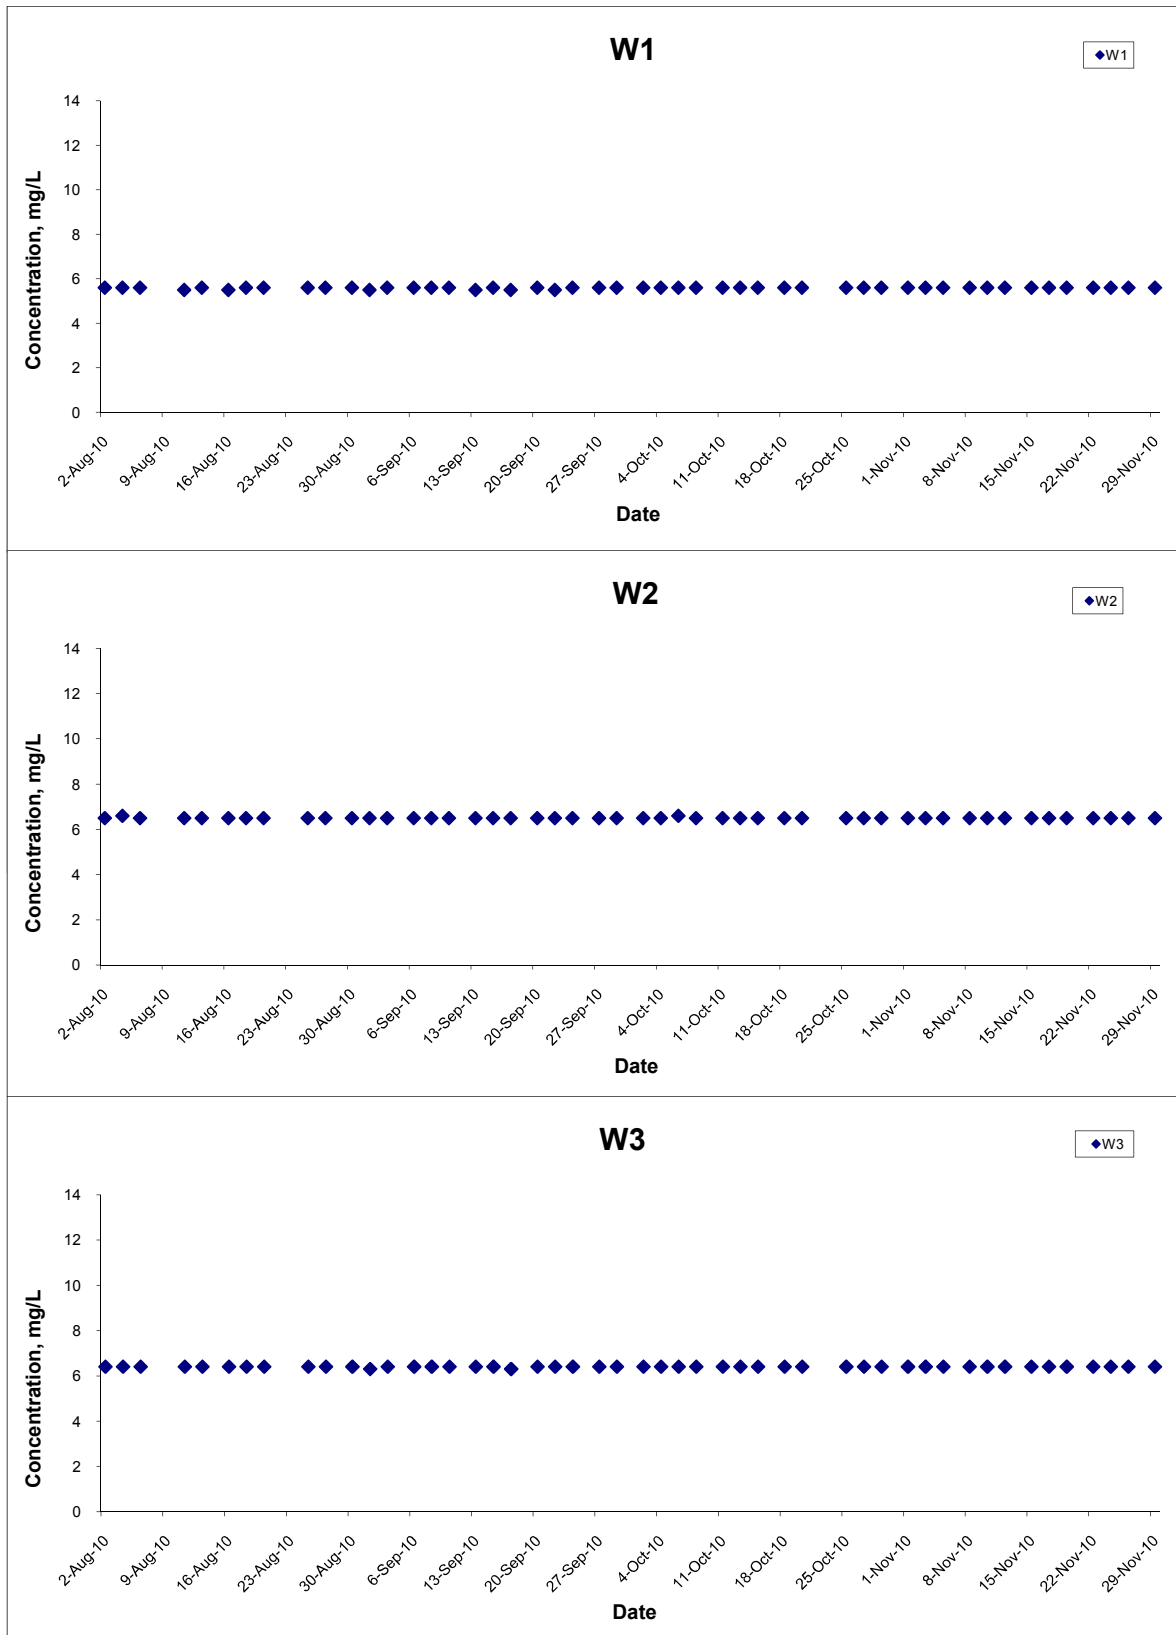 W1
W1
14
12
10
8
6
4
2
0
Concentration, mg/L
2-Aug-10
9-Aug-10
16-Aug-10
23-Aug-10
30-Aug-10
6-Sep-10
13-Sep-10
20-Sep-10
27-Sep-10
4-Oct-10
11-Oct-10
18-Oct-10
25-Oct-10
1-Nov-10
8-Nov-10
15-Nov-10
22-Nov-10
29-Nov-10
Date
W2
W2
14
12
10
8
6
4
2
0
Concentration, mg/L
2-Aug-10
9-Aug-10
16-Aug-10
23-Aug-10
30-Aug-10
6-Sep-10
13-Sep-10
20-Sep-10
27-Sep-10
4-Oct-10
11-Oct-10
18-Oct-10
25-Oct-10
1-Nov-10
8-Nov-10
15-Nov-10
22-Nov-10
29-Nov-10
Date
W3
W3
14
12
10
8
6
4
2
0
Concentration, mg/L
2-Aug-10
9-Aug-10
16-Aug-10
23-Aug-10
30-Aug-10
6-Sep-10
13-Sep-10
20-Sep-10
27-Sep-10
4-Oct-10
11-Oct-10
18-Oct-10
25-Oct-10
1-Nov-10
8-Nov-10
15-Nov-10
22-Nov-10
29-Nov-10
Date